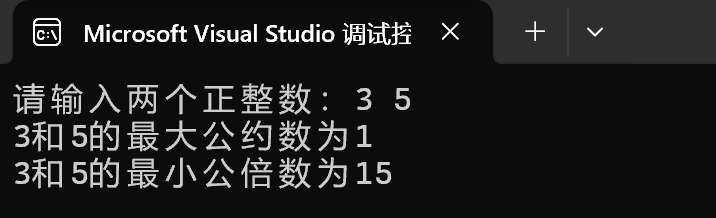 Microsoft Visual Studio 调试控
请输入两个正整数：3 5
3和5的最大公约数为1
3和5的最小公倍数为15